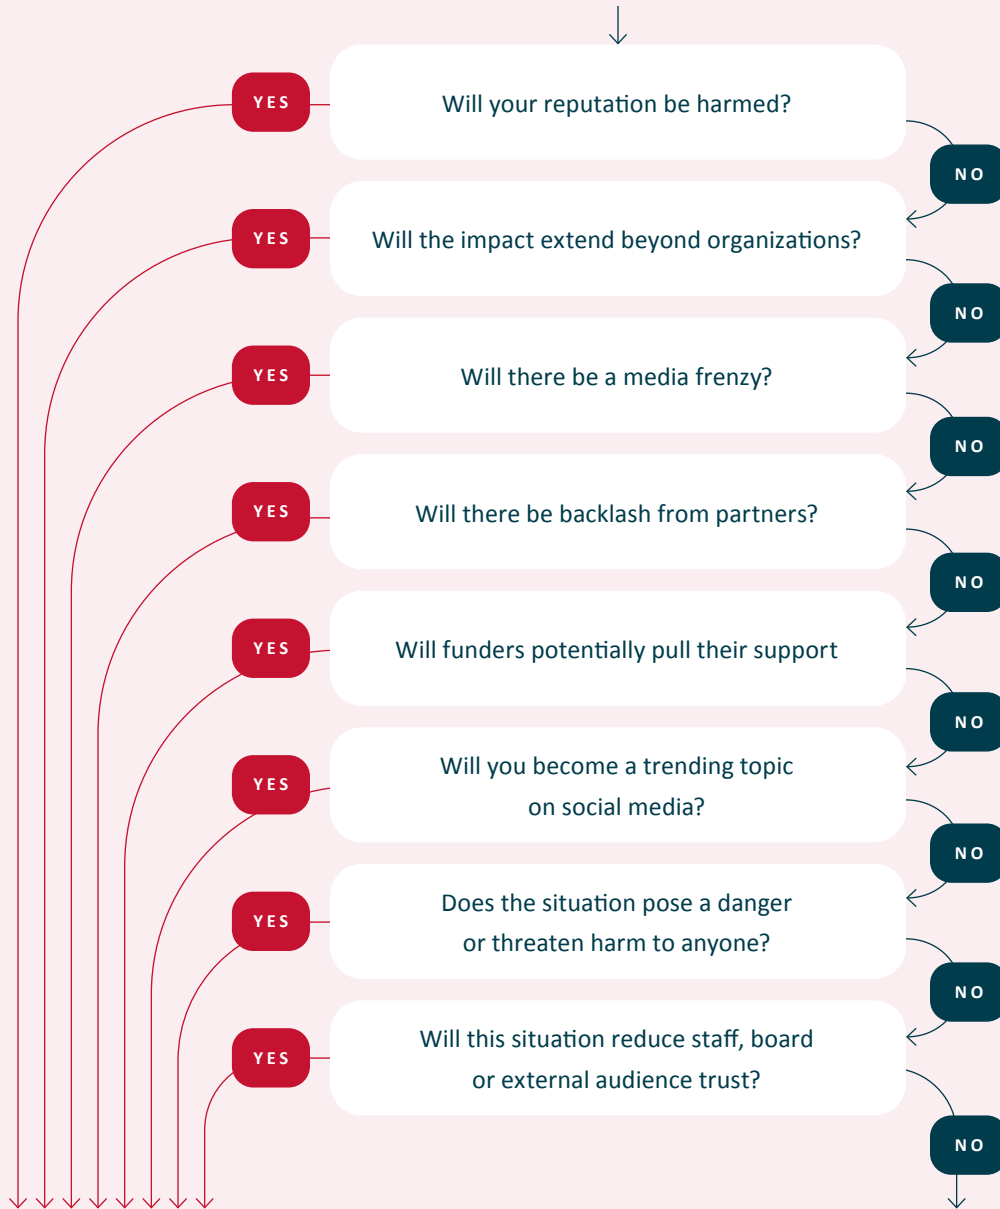 YES
Will your reputation be harmed?
NO
YES
Will the impact extend beyond organizations?
NO
YES
Will there be a media frenzy?
NO
YES
Will there be backlash from partners?
NO
YES
Will funders potentially pull their support
NO
YES
Will you become a trending topic
on social media?
NO
YES
Does the situation pose a danger
or threaten harm to anyone?
NO
YES
Will this situation reduce staff, board
or external audience trust?
NO